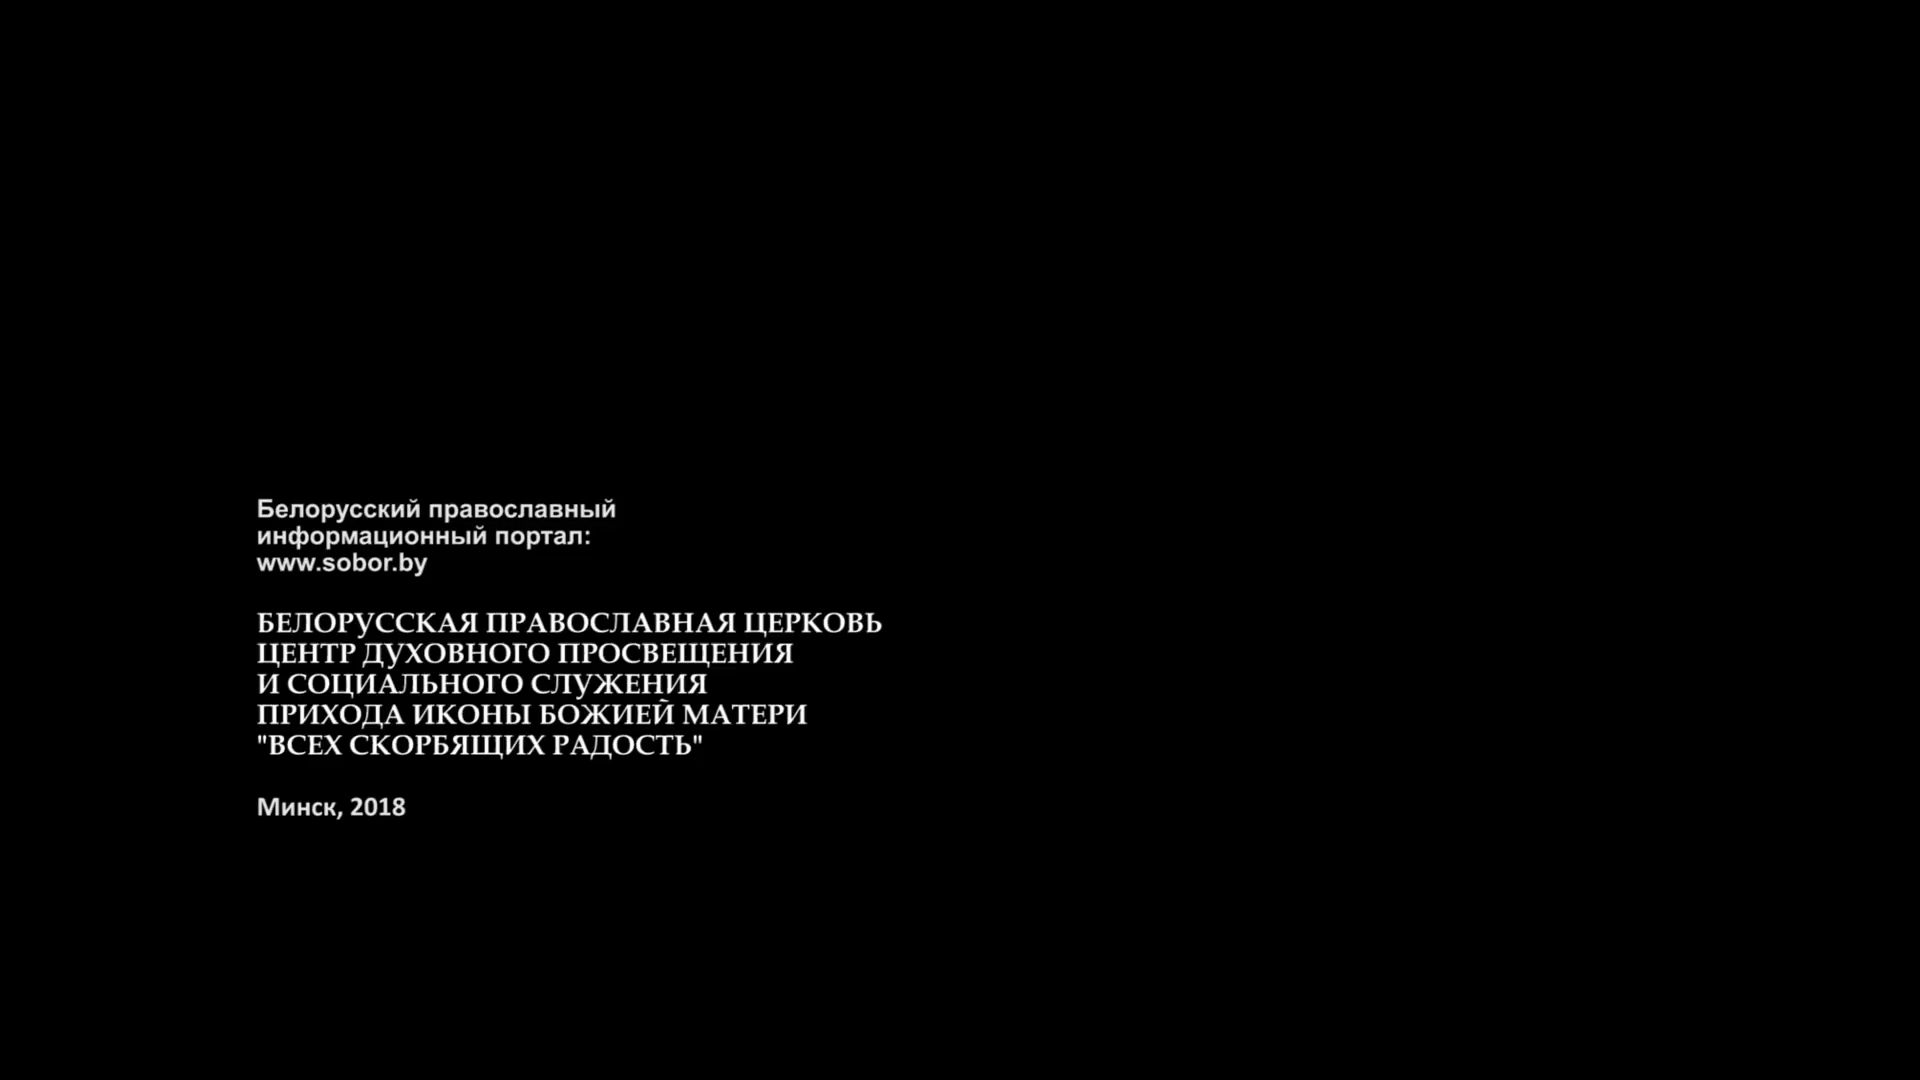 Белорусский православный
информационный портал:
www.sobor.by
БЕЛОРУССКАЯ ПРАВОСЛАВНАЯ ЦЕРКОВЬ
ЦЕНТР ДУХОВНОГО ПРОСВЕЩЕНИЯ
И СОЦИАЛЬНОГО СЛУЖЕНИЯ
ПРИХОДА ИКОНЫ БОЖИЕЙ МАТЕРИ
"ВСЕХ СКОРБЯЩИХ РАДОСТЬ"
Минск, 2018